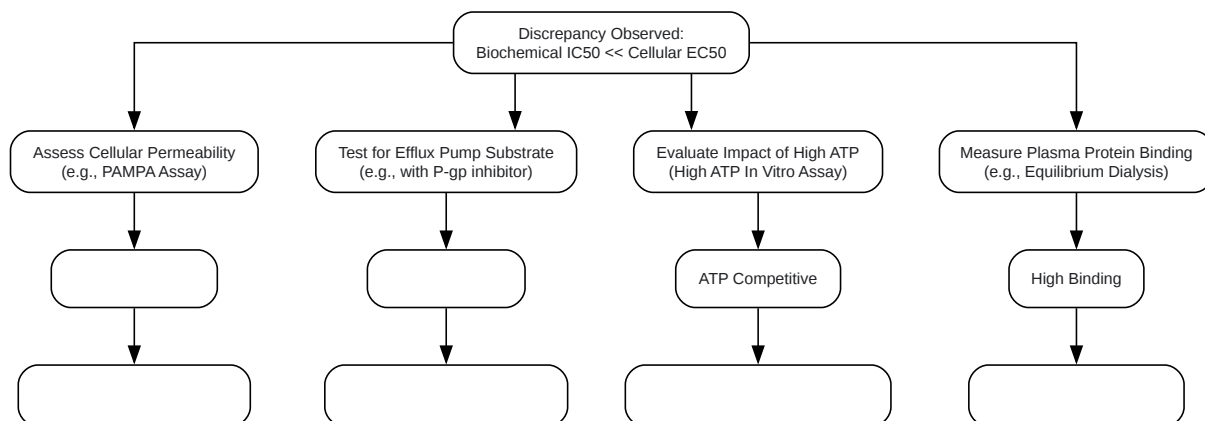 Discrepancy Observed:
Biochemical IC50 << Cellular EC50
Assess Cellular Permeability
(e.g., PAMPA Assay)
Test for Efflux Pump Substrate
(e.g., with P-gp inhibitor)
Evaluate Impact of High ATP
(High ATP In Vitro Assay)
Measure Plasma Protein Binding
(e.g., Equilibrium Dialysis)
ATP Competitive
High Binding